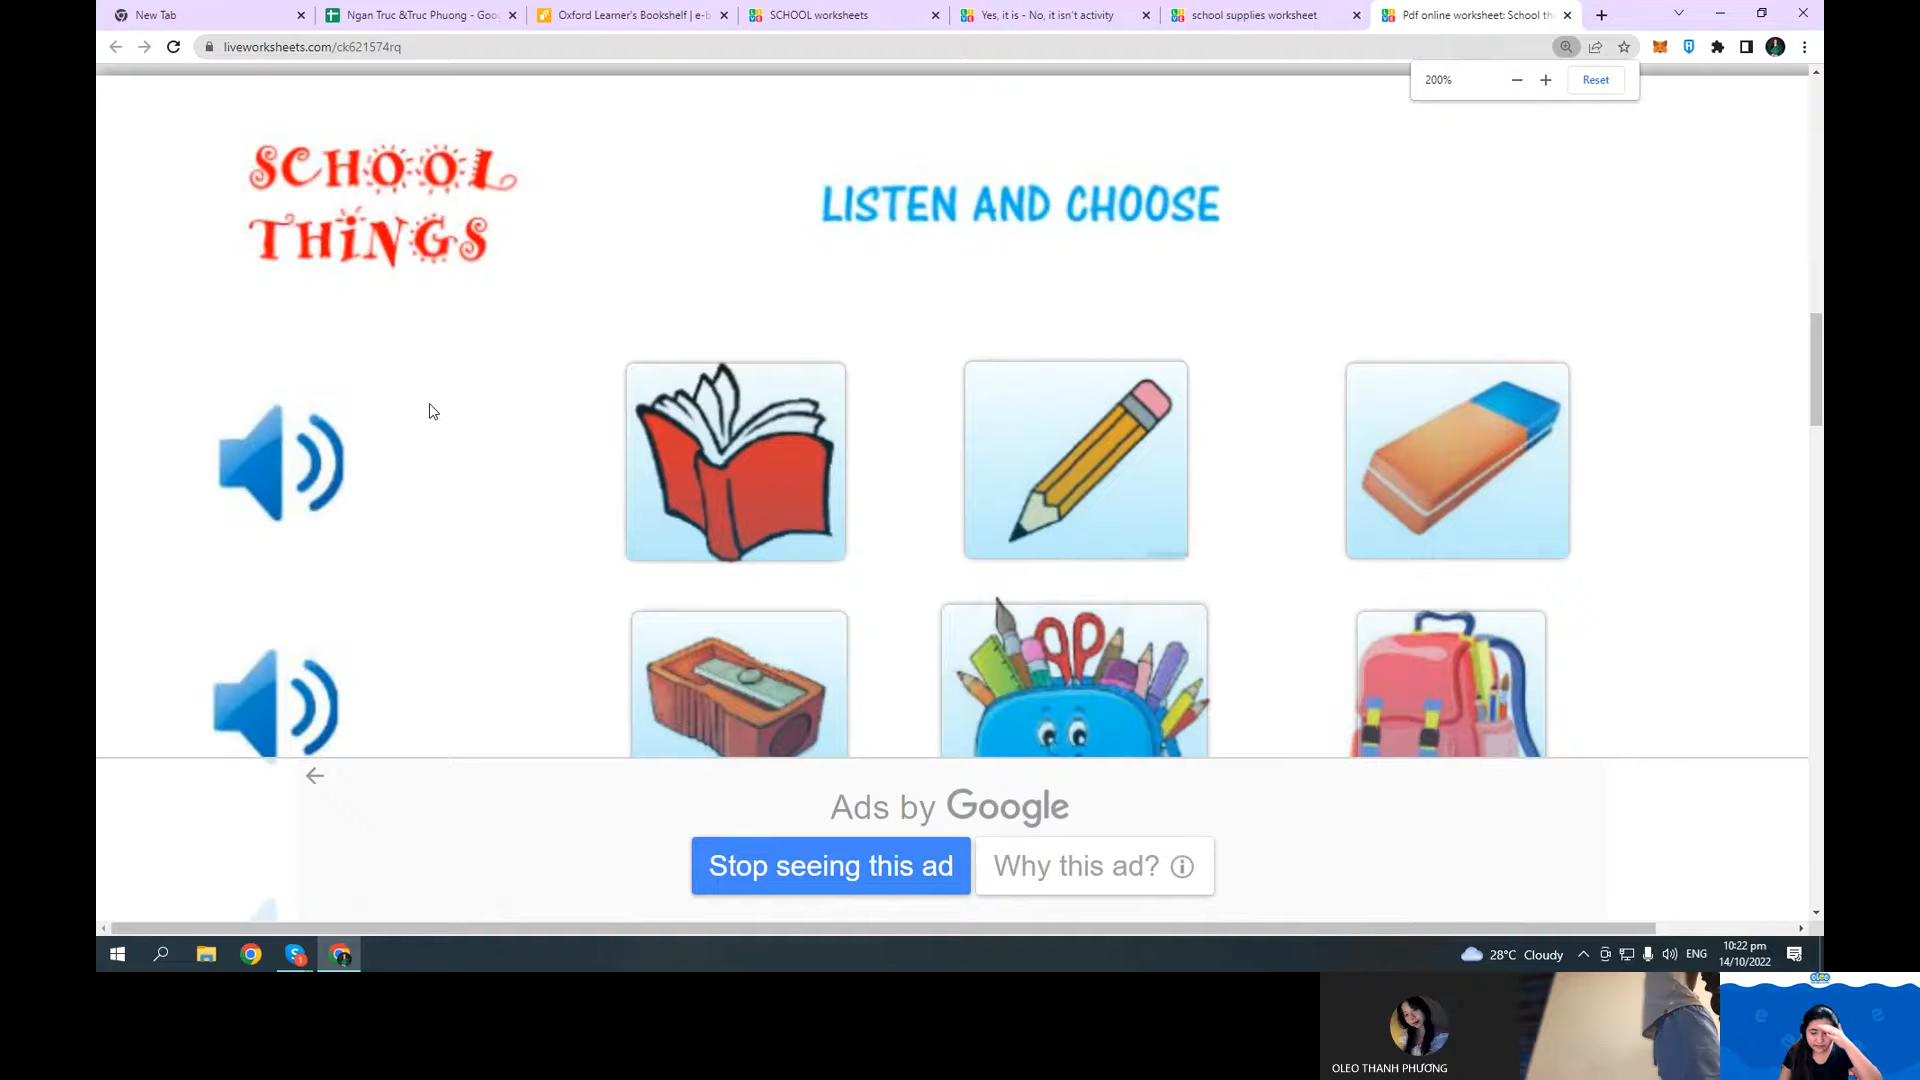 New Tab
Ngan Truc &Truc Phuong - Goo
Oxford Learner's Bookshelf | e-b
SCHOOL worksheets
Yes, it is - No, it isn't activity
school supplies worksheet
Pdf online worksheet: School th
liveworksheets.com/ck621574rq
200%
Reset
SCHOOL
THINGS
LISTEN AND CHOOSE
Ads by Google
Stop seeing this ad
Why this ad?
28°C Cloudy
ENG
10:22 pm
14/10/2022
oleo
OLEO THANH PHƯƠNG